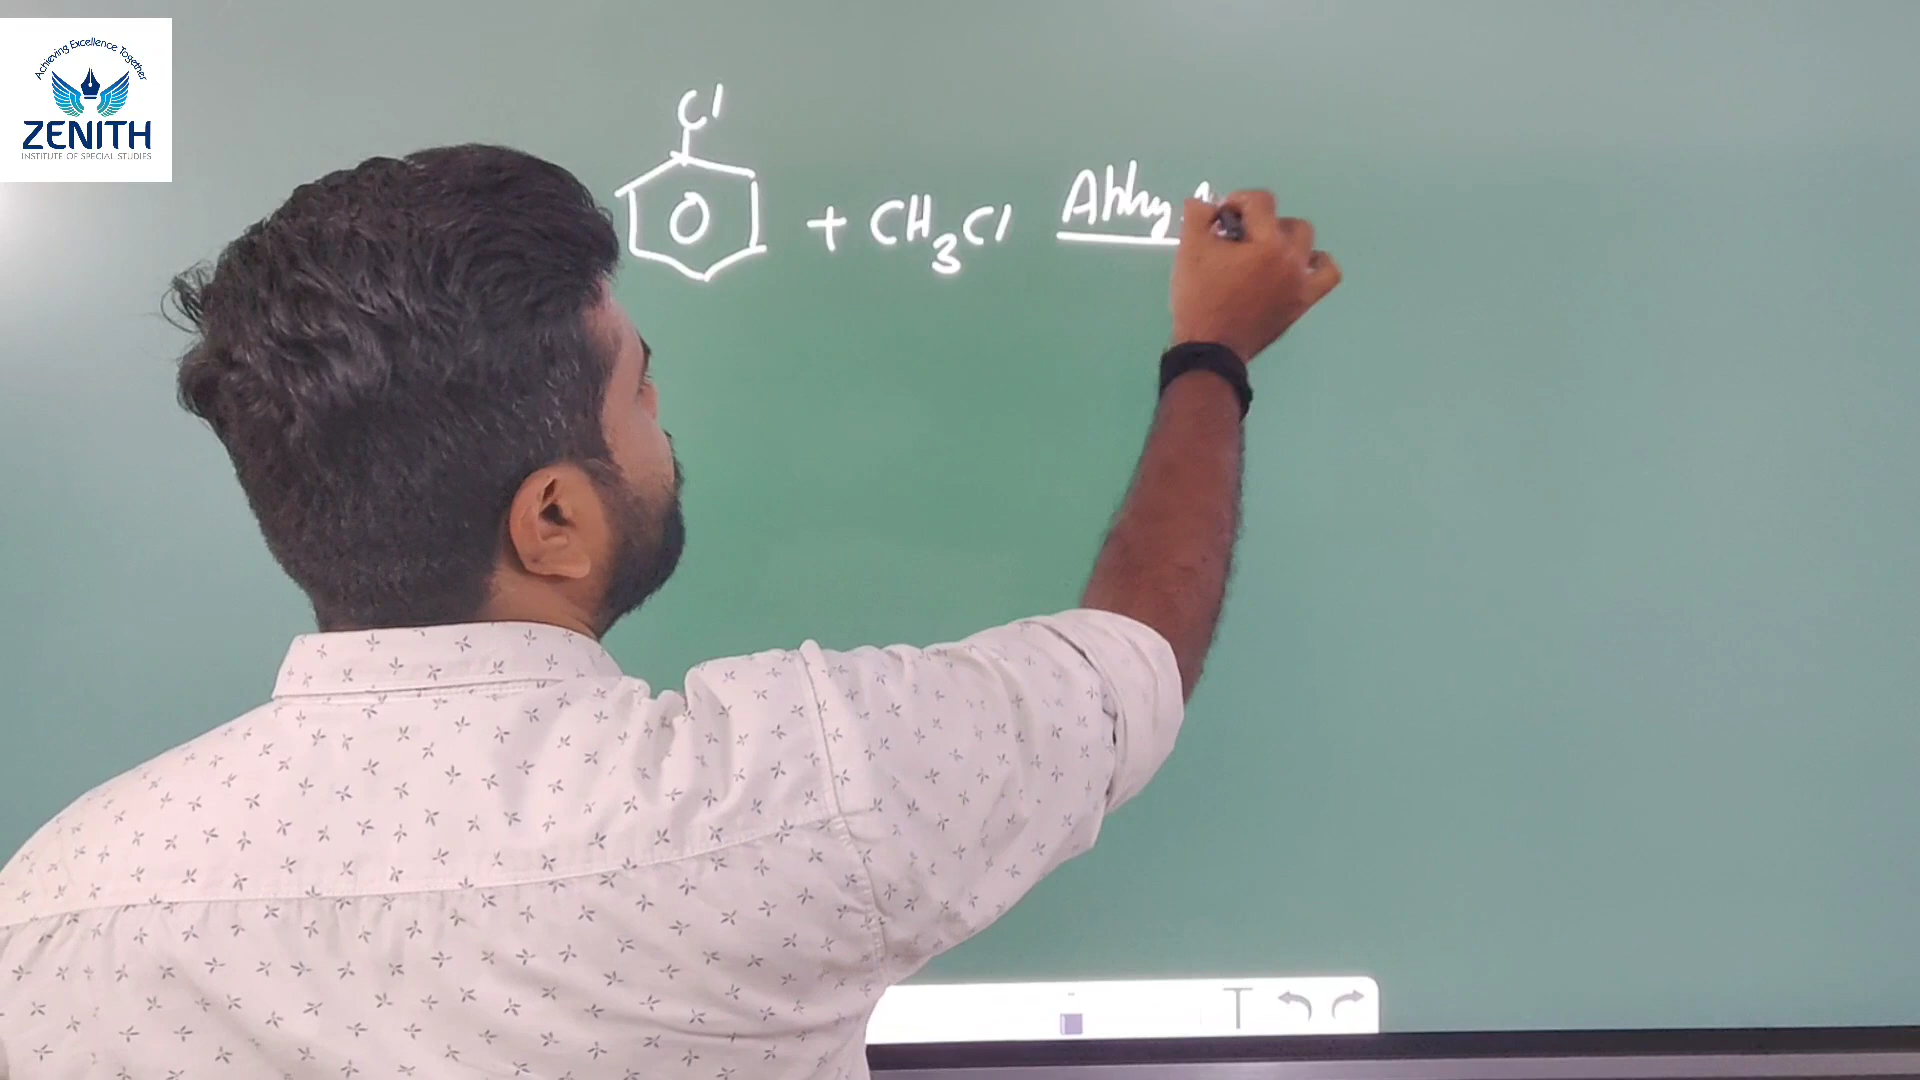 Achieving Excellence Together
ZENITH
INSTITUTE OF SPECIAL STUDIES
Cl
+ CH3Cl
T